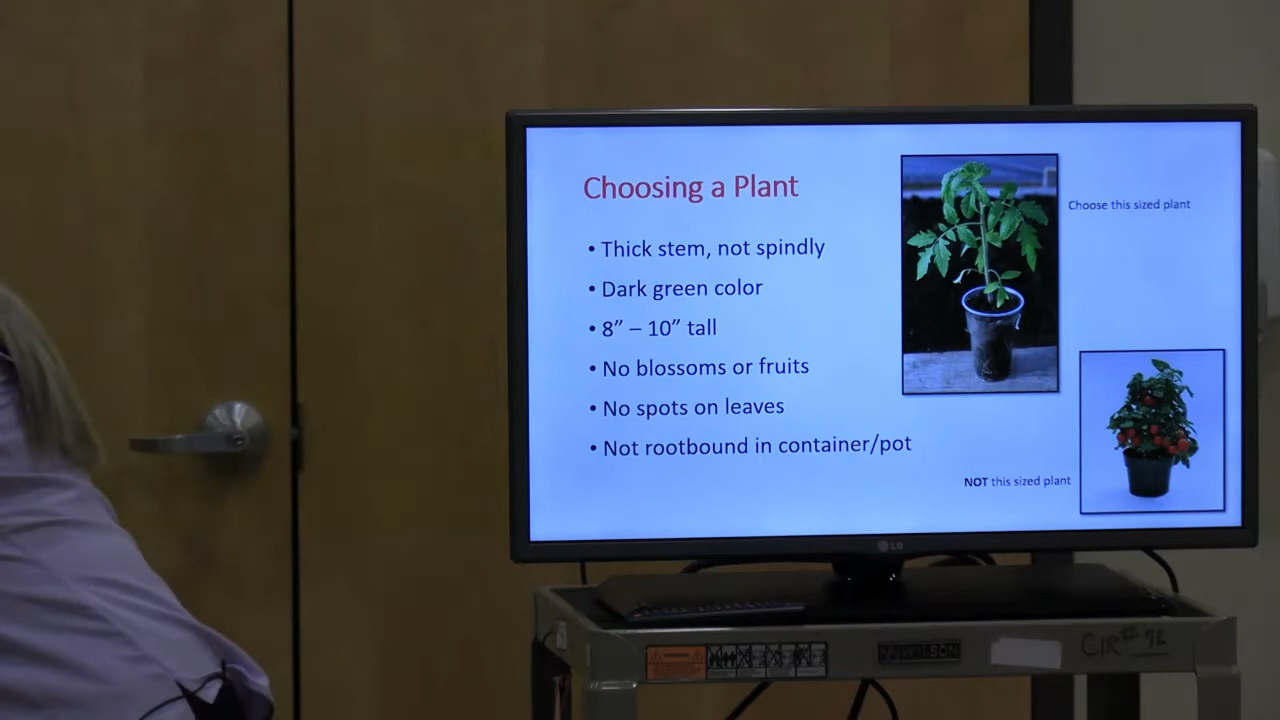 Choosing a Plant
• Thick stem, not spindly
• Dark green color
• 8” – 10” tall
• No blossoms or fruits
• No spots on leaves
• Not rootbound in container/pot
Choose this sized plant
NOT this sized plant
LG
WILSON